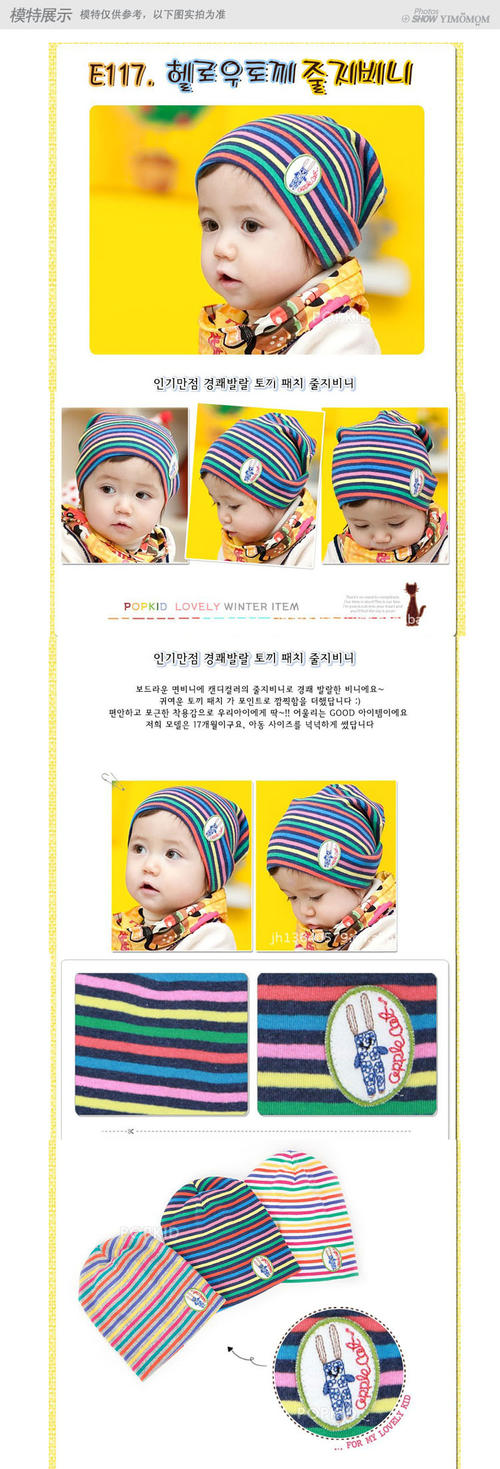 模特展示 模特仅供参考，以下图实拍为准
Photos
SHOW YIMOMOM
E117. 헬로우토끼 줄지비니
POPKID
인기만점 경쾌발랄 토끼 패치 줄지비니
POPKID LOVELY WINTER ITEM
인기만점 경쾌발랄 토끼 패치 줄지비니
보드라운 면비니에 캔디컬러의 줄지비니로 경쾌 발랄한 비니에요~
귀여운 토끼 패치 가 포인트로 깜찍함을 더했답니다 :)
편안하고 포근한 착용감으로 우리아이에게 딱~!! 어울리는 GOOD 아이템이에요
저희 모델은 17개월이구요, 아동 사이즈를 넉넉하게 썼답니다
POPKID
... FOR MY LOVELY KID